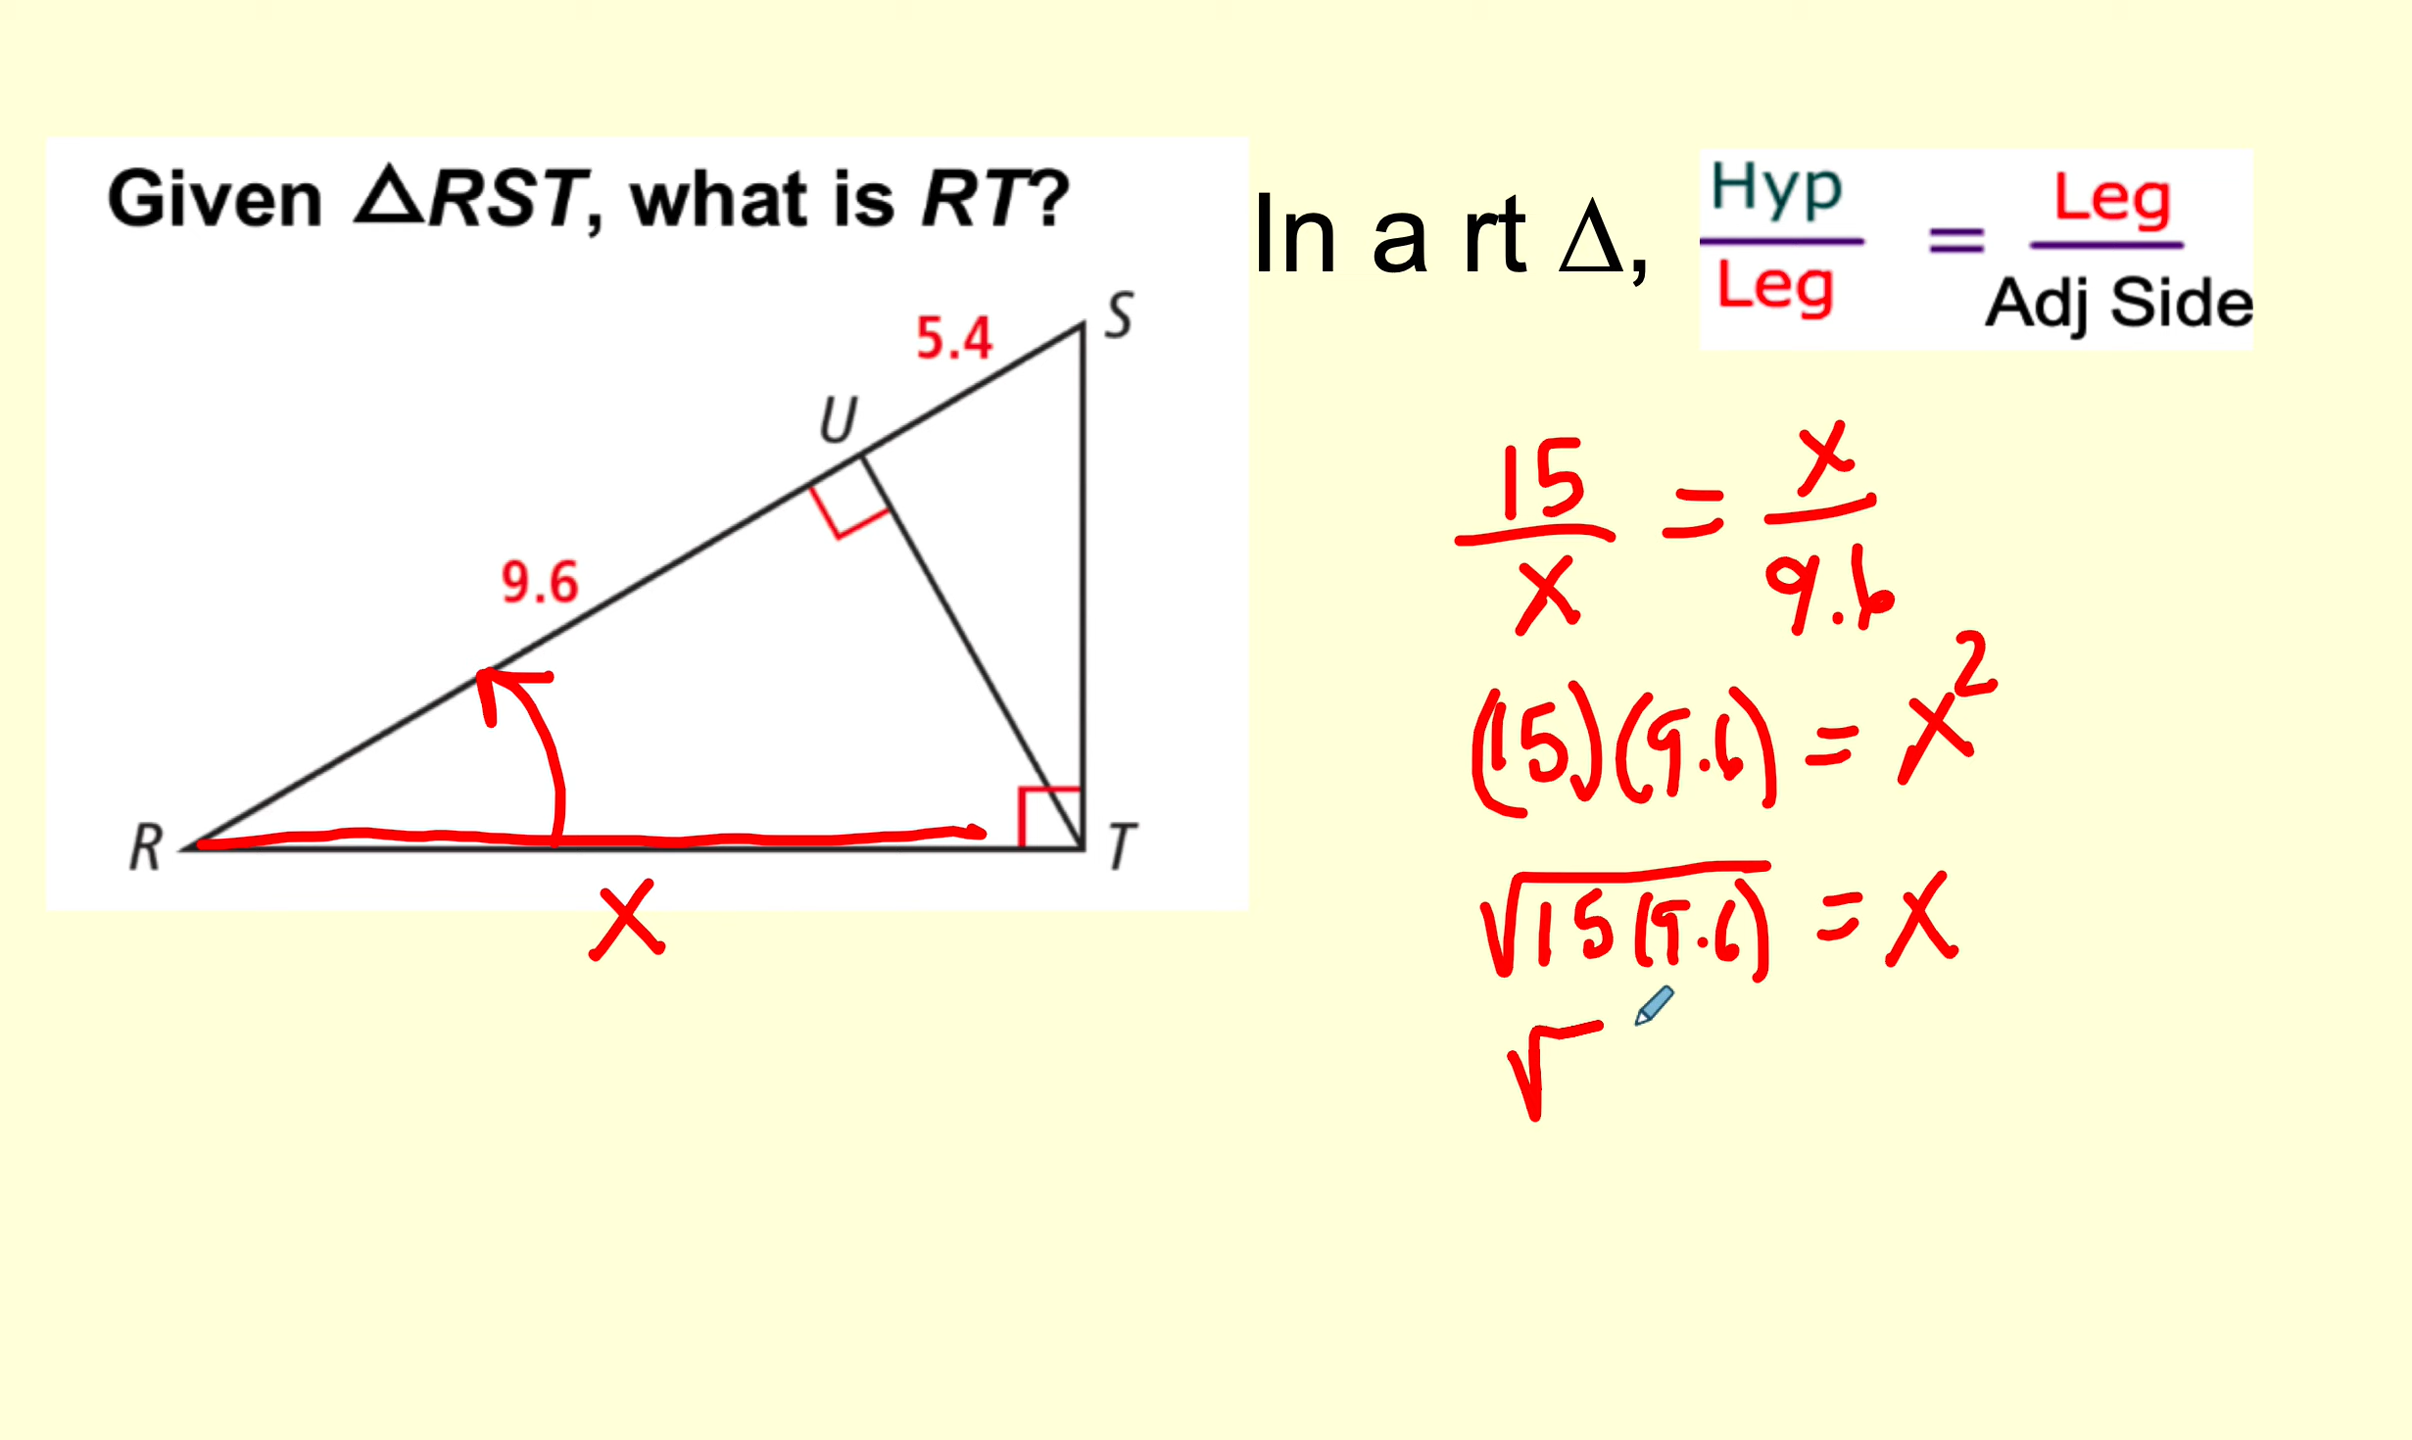 Given △RST, what is RT?
In a rt Δ, Hyp/Leg = Leg/Adj Side
S
5.4
U
9.6
R
T
x
15/x = x/9.6
(15)(9.6) = x²
√15(9.6) = x
√